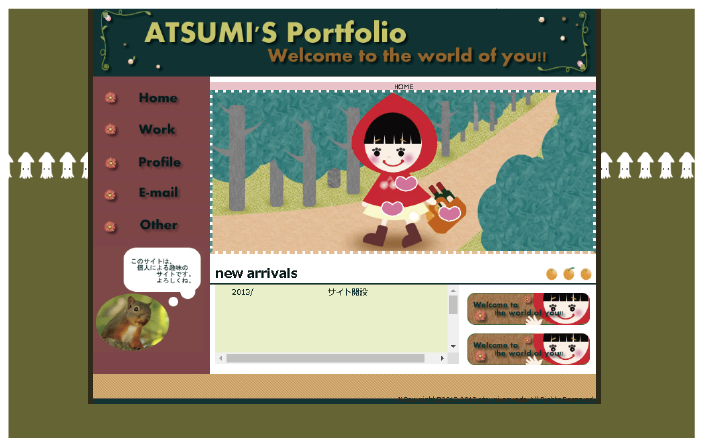 ATSUMI'S Portfolio
Welcome to the world of you!!
HOME
Home
Work
Profile
E-mail
Other
このサイトは、
個人による趣味の
サイトです。
よろしくね。
new arrivals
2013/ サイト開設
Welcome to
the world of you!!
Welcome to
the world of you!!